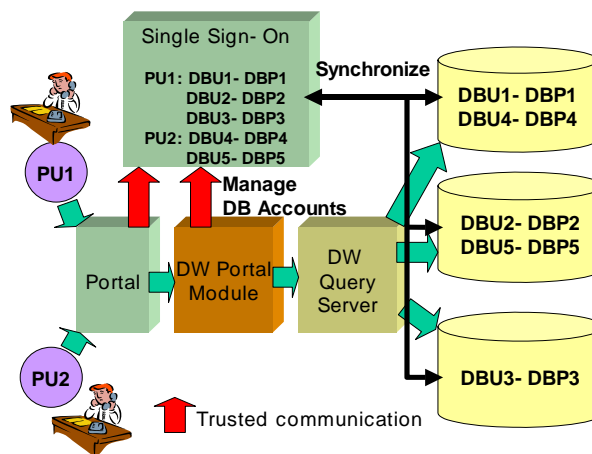 Single Sign- On
PU1: DBU1- DBP1
DBU2- DBP2
DBU3- DBP3
PU2: DBU4- DBP4
DBU5- DBP5
Synchronize
DBU1- DBP1
DBU4- DBP4
PU1
Manage
DB Accounts
DBU2- DBP2
DBU5- DBP5
Portal
DW Portal
Module
DW
Query
Server
PU2
DBU3- DBP3
Trusted communication